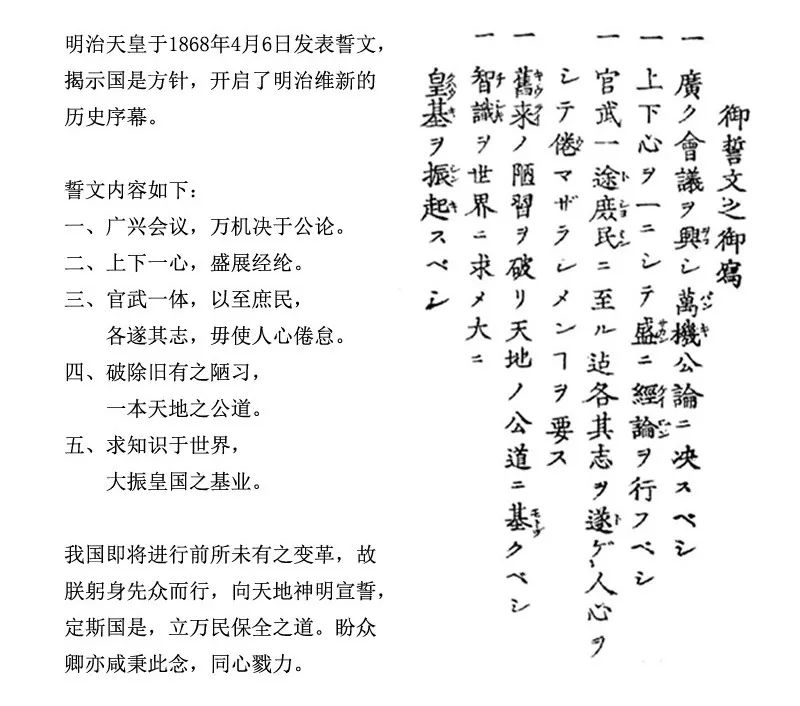 明治天皇于1868年4月6日发表誓文，
揭示国是方针，开启了明治维新的
历史序幕。
誓文内容如下：
一、广兴会议，万机决于公论。
二、上下一心，盛展经纶。
三、官武一体，以至庶民，
各遂其志，毋使人心倦怠。
四、破除旧有之陋习，
一本天地之公道。
五、求知识于世界，
大振皇国之基业。
我国即将进行前所未有之变革，故
朕躬身先众而行，向天地神明宣誓，
定斯国是，立万民保全之道。盼众
卿亦咸秉此念，同心戮力。
御誓文之御寫
一 廣ク會議ヲ興シ萬機公論ニ决スベシ
一 上下心ヲ一ニシテ盛ニ經論ヲ行フベシ
一 官武一途庶民ニ至ル迠各其志ヲ遂ゲ人心ヲ
シテ倦マザラシメンヿヲ要ス
一 舊来ノ陋習ヲ破リ天地ノ公道ニ基クベシ
一 智識ヲ世界ニ求メ大ニ
皇基ヲ振起スベシ